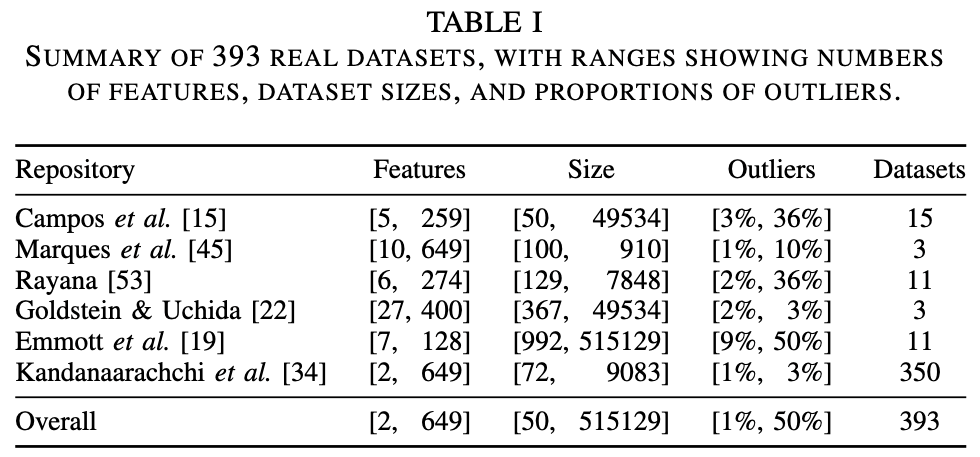 TABLE I
SUMMARY OF 393 REAL DATASETS, WITH RANGES SHOWING NUMBERS
OF FEATURES, DATASET SIZES, AND PROPORTIONS OF OUTLIERS.
Repository Features Size Outliers Datasets
Campos et al. [15] [5, 259] [50, 49534] [3%, 36%] 15
Marques et al. [45] [10, 649] [100, 910] [1%, 10%] 3
Rayana [53] [6, 274] [129, 7848] [2%, 36%] 11
Goldstein & Uchida [22] [27, 400] [367, 49534] [2%, 3%] 3
Emmott et al. [19] [7, 128] [992, 515129] [9%, 50%] 11
Kandanaarachchi et al. [34] [2, 649] [72, 9083] [1%, 3%] 350
Overall [2, 649] [50, 515129] [1%, 50%] 393